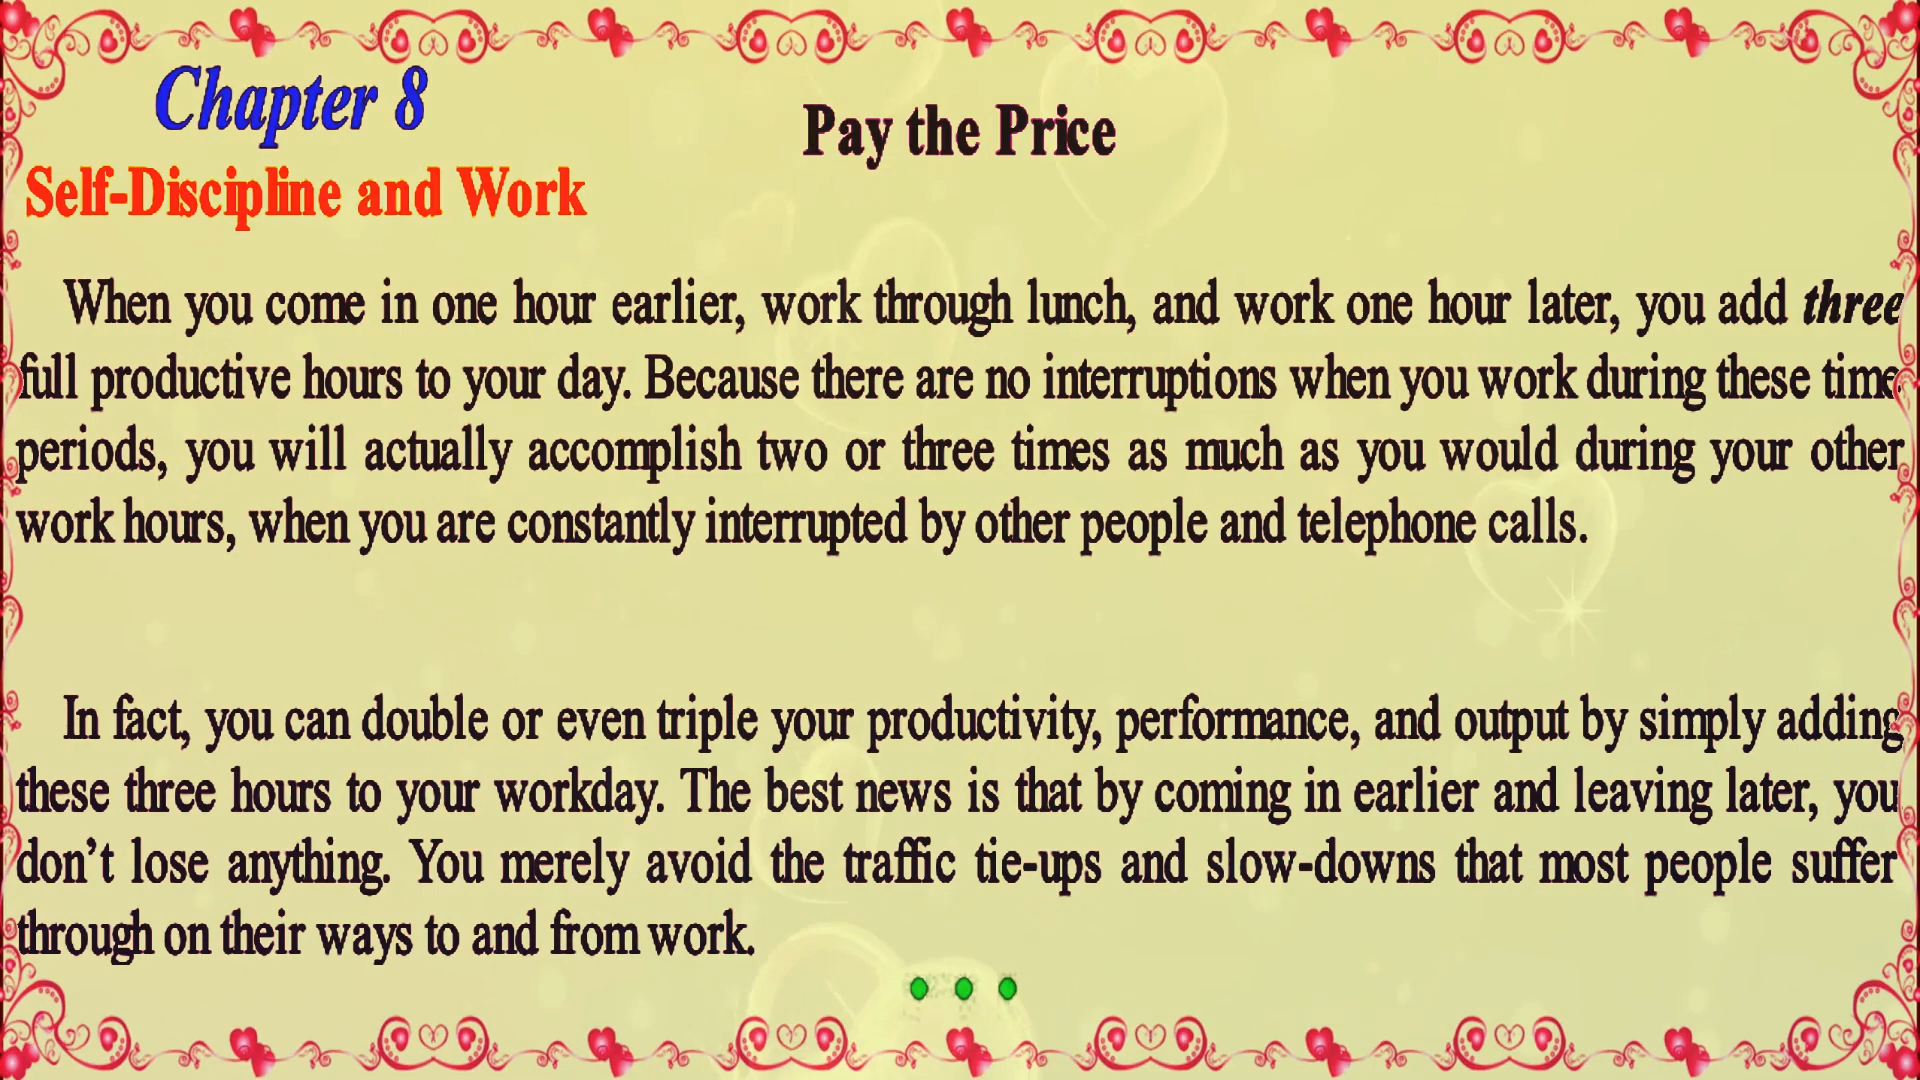 Chapter 8
Pay the Price
Self-Discipline and Work
When you come in one hour earlier, work through lunch, and work one hour later, you add three
full productive hours to your day. Because there are no interruptions when you work during these time
periods, you will actually accomplish two or three times as much as you would during your other
work hours, when you are constantly interrupted by other people and telephone calls.
In fact, you can double or even triple your productivity, performance, and output by simply adding
these three hours to your workday. The best news is that by coming in earlier and leaving later, you
don’t lose anything. You merely avoid the traffic tie-ups and slow-downs that most people suffer
through on their ways to and from work.